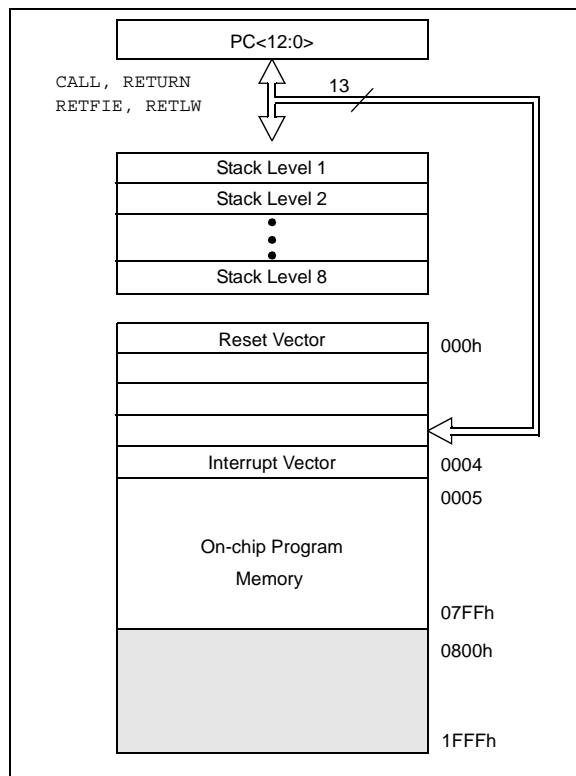 PC<12:0>
CALL, RETURN
RETFIE, RETLW
13
Stack Level 1
Stack Level 2
Stack Level 8
Reset Vector
000h
Interrupt Vector
0004
0005
On-chip Program
Memory
07FFh
0800h
1FFFh